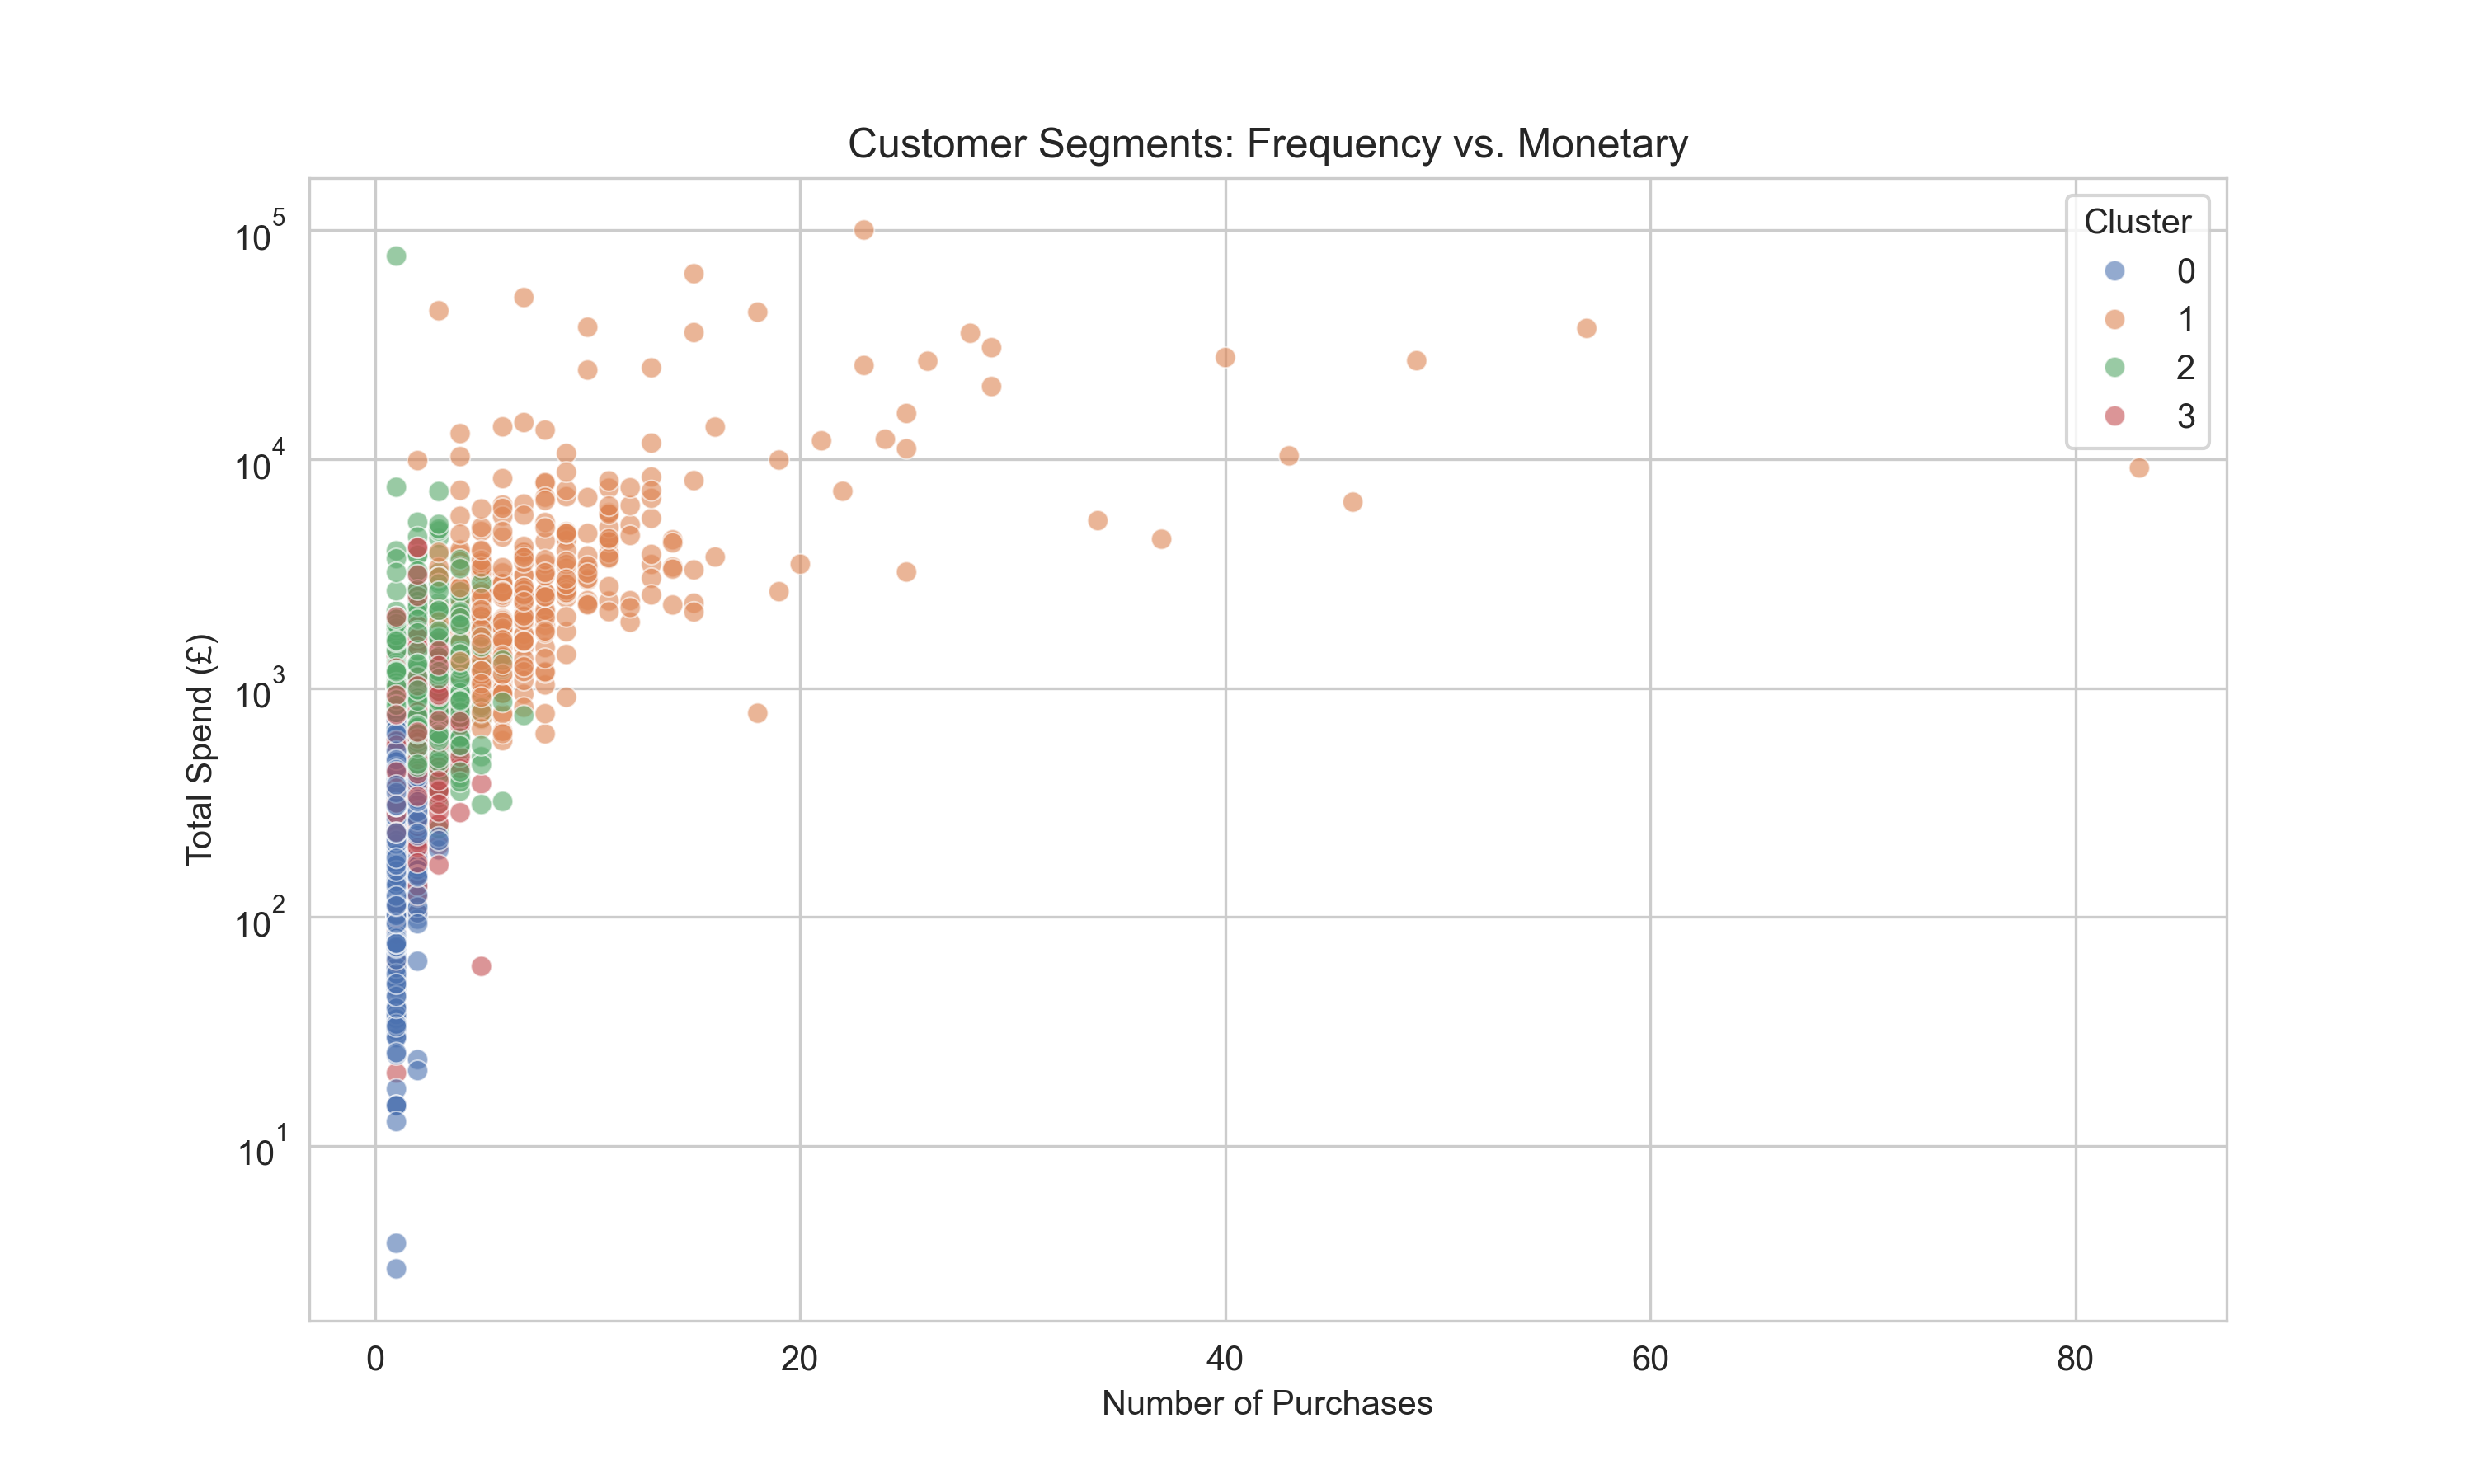 Customer Segments: Frequency vs. Monetary
Total Spend (£)
10^5
10^4
10^3
10^2
10^1
0 20 40 60 80
Number of Purchases
Cluster
0
1
2
3